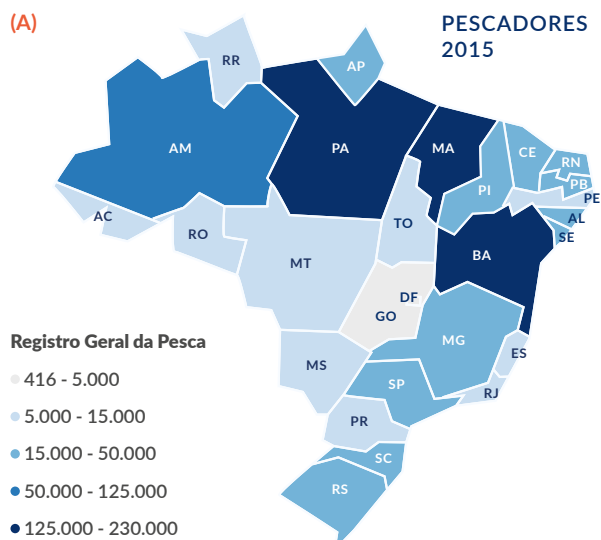 (A)
PESCADORES
2015
RR
AP
AM
PA
MA
CE
RN
PB
PE
PI
AL
SE
AC
TO
RO
BA
MT
DF
GO
MG
ES
MS
SP
RJ
PR
SC
RS
Registro Geral da Pesca
416 - 5.000
5.000 - 15.000
15.000 - 50.000
50.000 - 125.000
125.000 - 230.000